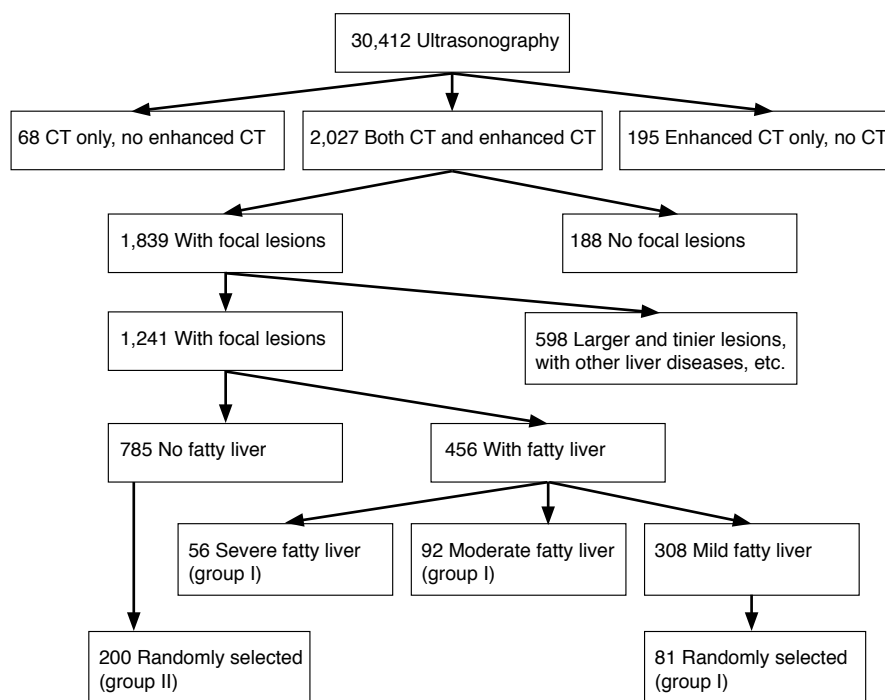 30,412 Ultrasonography
68 CT only, no enhanced CT
2,027 Both CT and enhanced CT
195 Enhanced CT only, no CT
1,839 With focal lesions
188 No focal lesions
1,241 With focal lesions
598 Larger and tinier lesions,
with other liver diseases, etc.
785 No fatty liver
456 With fatty liver
56 Severe fatty liver
(group I)
92 Moderate fatty liver
(group I)
308 Mild fatty liver
200 Randomly selected
(group II)
81 Randomly selected
(group I)